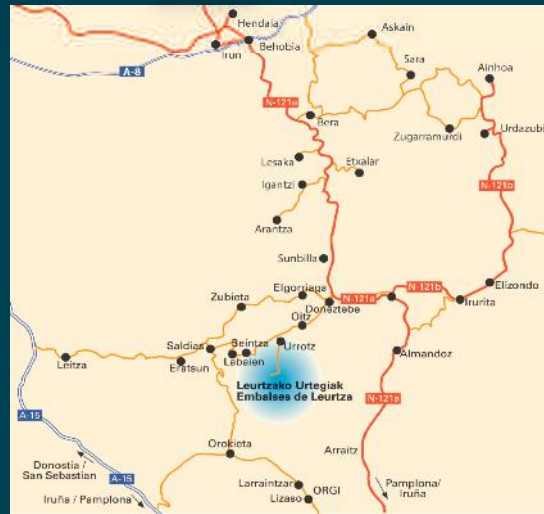 Hendaia
Askain
Irun
Behobia
A-8
Sara
Ainhoa
N-121a
Bera
Zugarramurdi
Urdazubi
Lesaka
Etxalar
Igantzi
N-121b
Arantza
Sunbilla
Elgorriaga
N-121a
N-121b
Elizondo
Zubieta
Doneztebe
Irurita
Oitz
Saldias
Beintza
Urrotz
Labaien
Almandoz
Leitza
Eratsun
Leurtzako Urtegiak
Embalses de Leurtza
N-121a
A-15
Orokieta
Arraitz
Donostia /
San Sebastian
A-15
Larraintzar
ORGI
Pamplona/
Iruña
Iruña / Pamplona
Lizaso